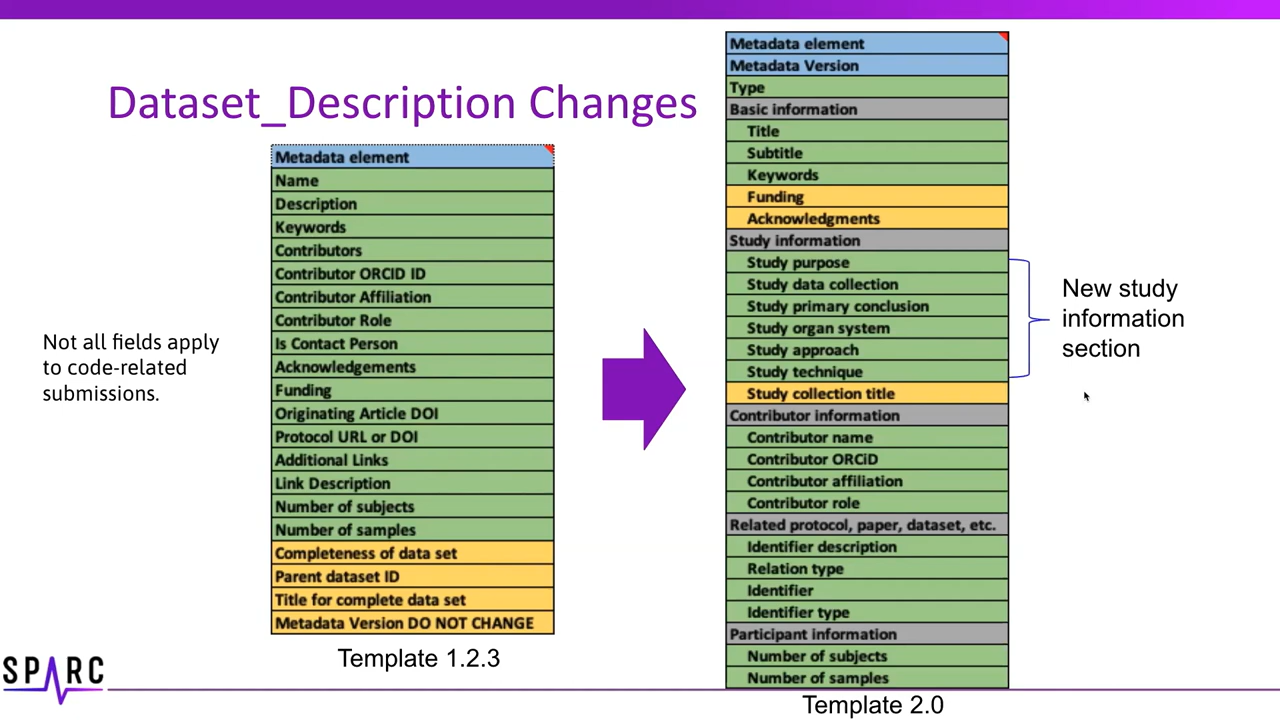 Dataset_Description Changes
Not all fields apply
to code-related
submissions.
Metadata element
Name
Description
Keywords
Contributors
Contributor ORCID ID
Contributor Affiliation
Contributor Role
Is Contact Person
Acknowledgements
Funding
Originating Article DOI
Protocol URL or DOI
Additional Links
Link Description
Number of subjects
Number of samples
Completeness of data set
Parent dataset ID
Title for complete data set
Metadata Version DO NOT CHANGE
Template 1.2.3
Metadata element
Metadata Version
Type
Basic information
Title
Subtitle
Keywords
Funding
Acknowledgments
Study information
Study purpose
Study data collection
Study primary conclusion
Study organ system
Study approach
Study technique
Study collection title
Contributor information
Contributor name
Contributor ORCiD
Contributor affiliation
Contributor role
Related protocol, paper, dataset, etc.
Identifier description
Relation type
Identifier
Identifier type
Participant information
Number of subjects
Number of samples
Template 2.0
New study
information
section
SPARC